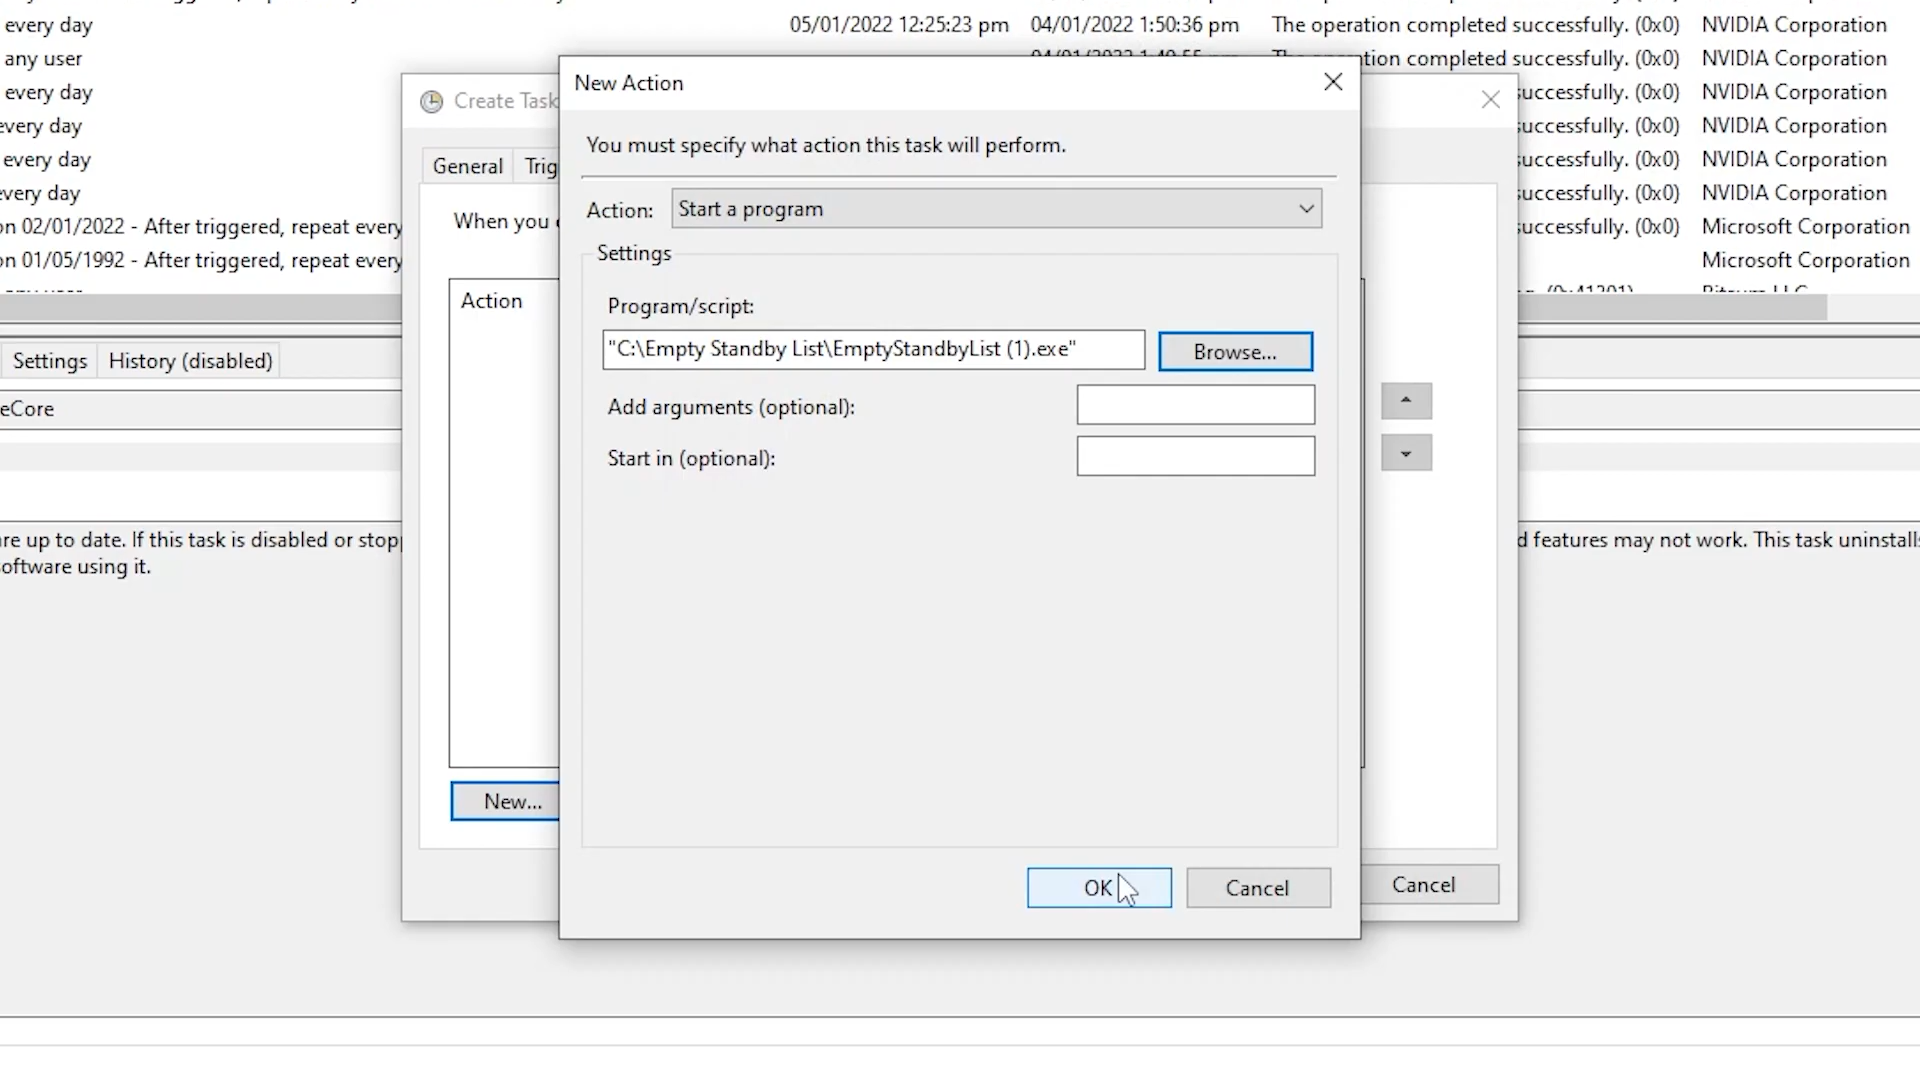 every day 05/01/2022 12:25:23 pm 04/01/2022 1:50:36 pm The operation completed successfully. (0x0) NVIDIA Corporation
any user completed successfully. (0x0) NVIDIA Corporation
every day successfully. (0x0) NVIDIA Corporation
every day successfully. (0x0) NVIDIA Corporation
every day successfully. (0x0) NVIDIA Corporation
every day successfully. (0x0) NVIDIA Corporation
on 02/01/2022 - After triggered, repeat every successfully. (0x0) Microsoft Corporation
on 01/05/1992 - After triggered, repeat every Microsoft Corporation
Settings History (disabled)
eCore
re up to date. If this task is disabled or stopp d features may not work. This task uninstalls
software using it.
Create Task
General Trig
When you
Action
New...
Cancel
New Action
You must specify what action this task will perform.
Action: Start a program
Settings
Program/script:
"C:\Empty Standby List\EmptyStandbyList (1).exe" Browse...
Add arguments (optional):
Start in (optional):
OK Cancel